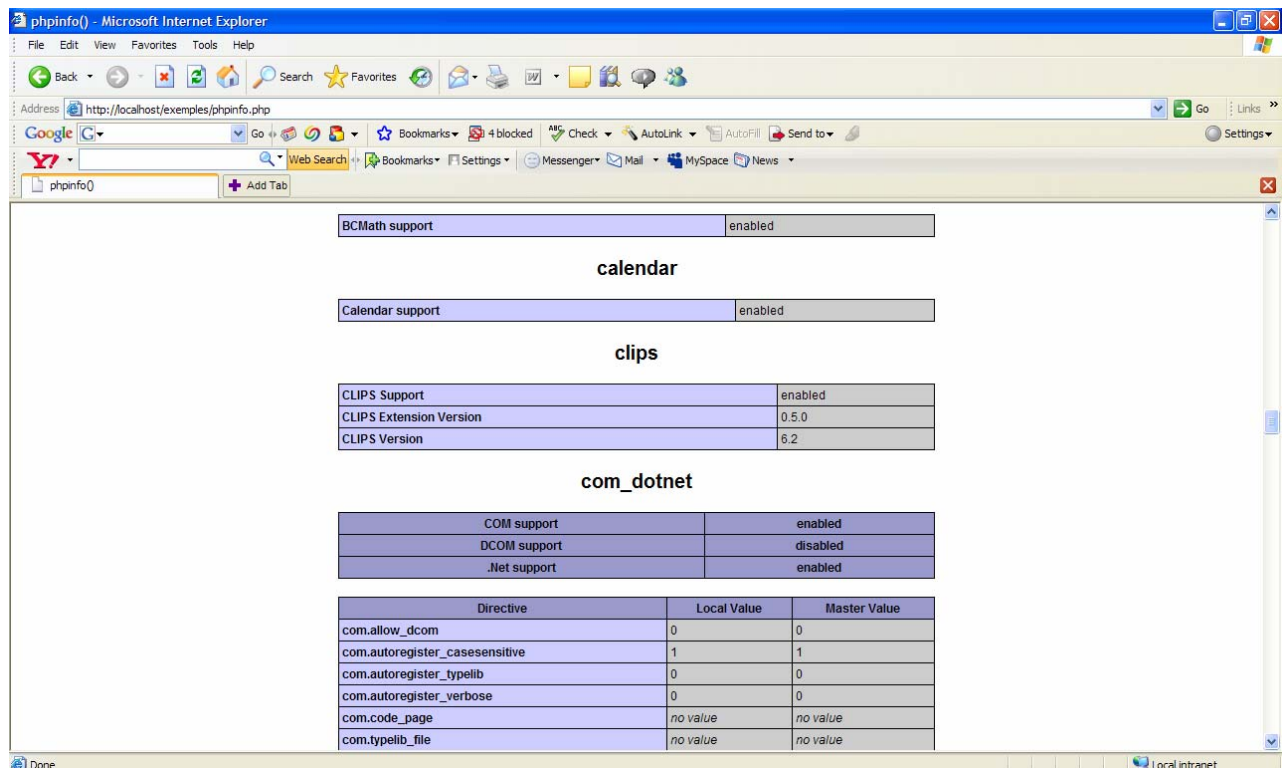 phpinfo() - Microsoft Internet Explorer
File Edit View Favorites Tools Help
Back Search Favorites
Address http://localhost/exemples/phpinfo.php Go Links »
Google G Go Bookmarks 4 blocked ABC Check AutoLink AutoFill Send to Settings
Y! Web Search Bookmarks Settings Messenger Mail MySpace News
phpinfo() Add Tab
BCMath support enabled
calendar
Calendar support enabled
clips
CLIPS Support enabled
CLIPS Extension Version 0.5.0
CLIPS Version 6.2
com_dotnet
COM support enabled
DCOM support disabled
.Net support enabled
Directive Local Value Master Value
com.allow_dcom 0 0
com.autoregister_casesensitive 1 1
com.autoregister_typelib 0 0
com.autoregister_verbose 0 0
com.code_page no value no value
com.typelib_file no value no value
Done Local intranet